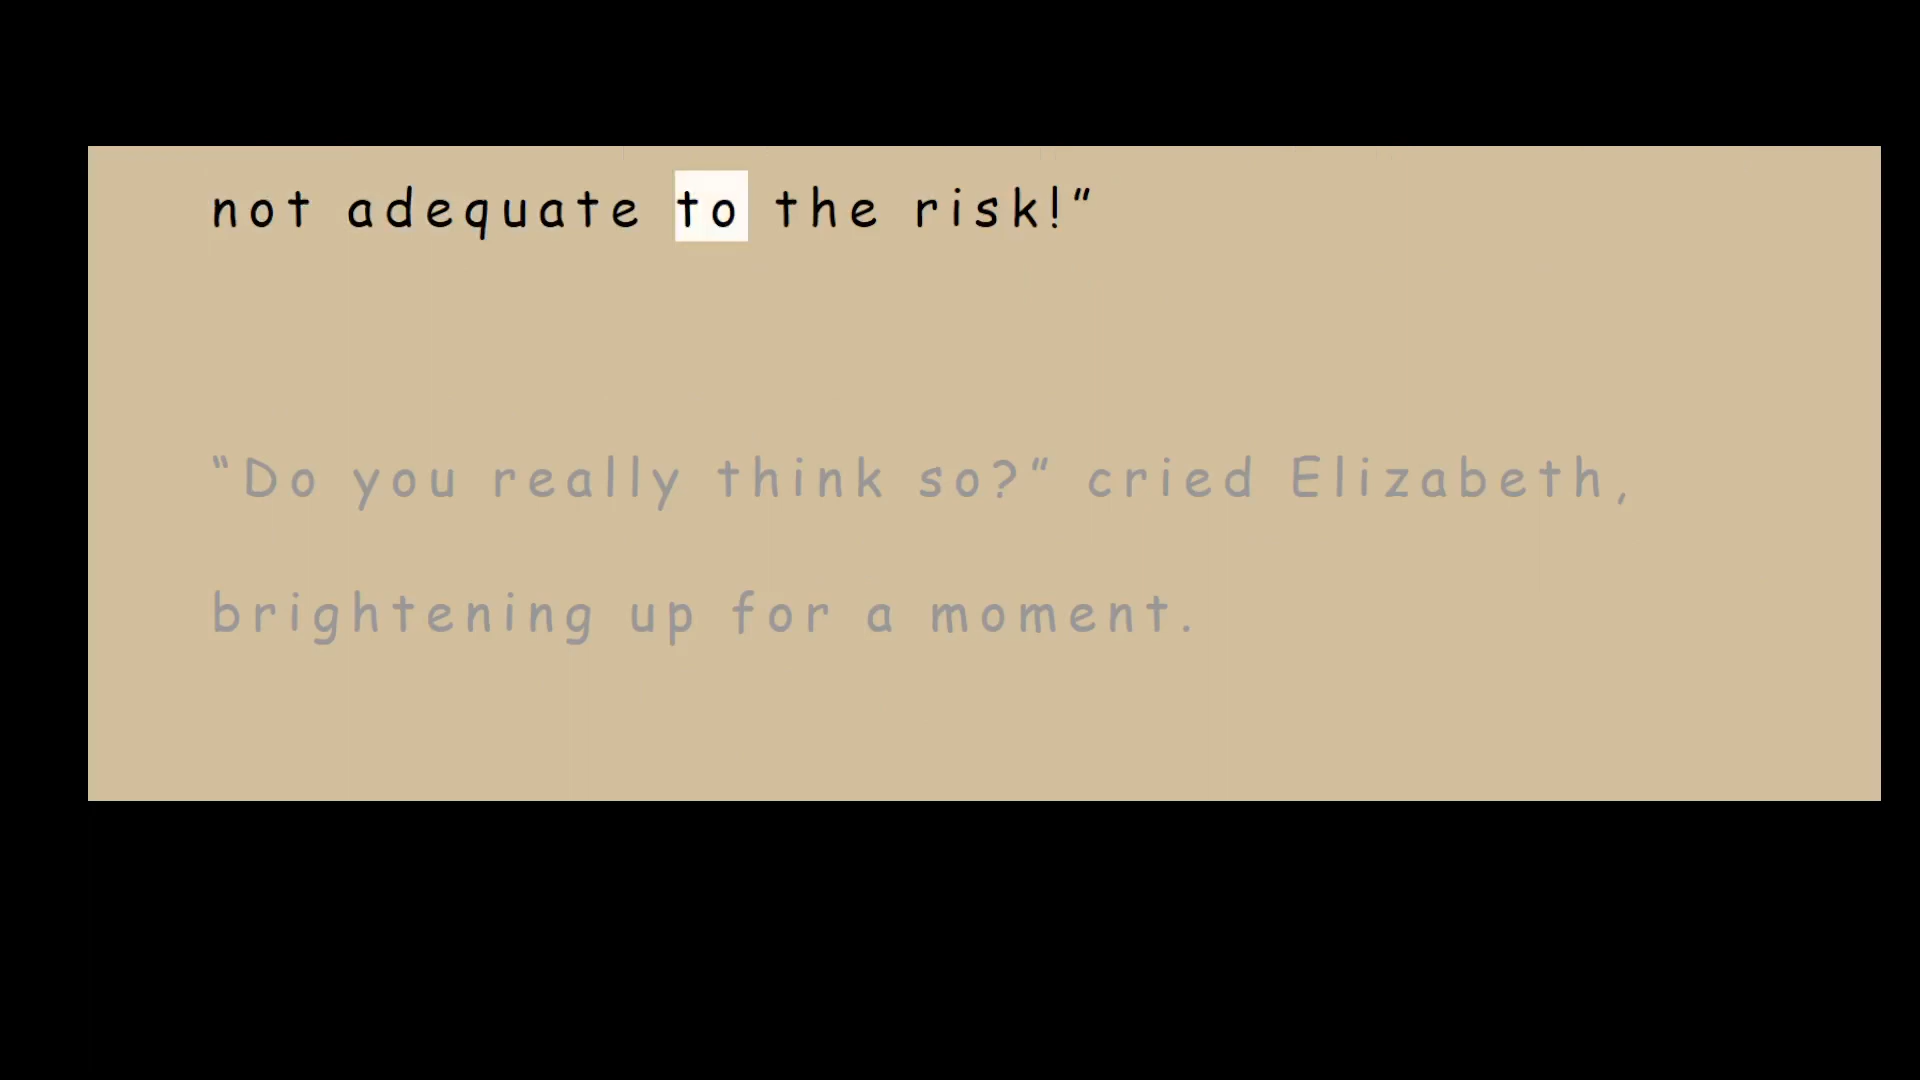 not adequate to the risk!”
“Do you really think so?” cried Elizabeth,
brightening up for a moment.